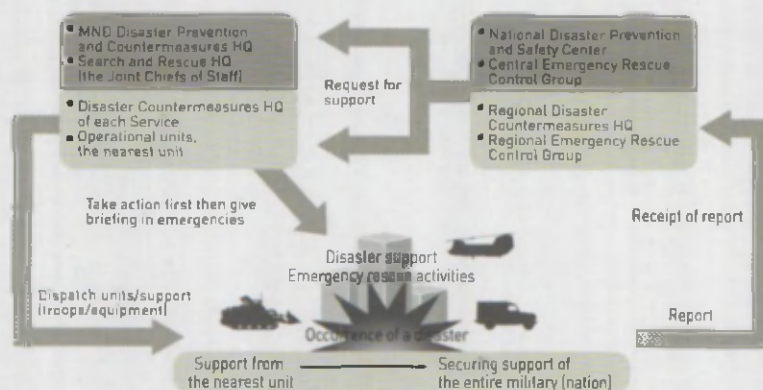 • MND Disaster Prevention
and Countermeasures HQ
• Search and Rescue HQ
(the Joint Chiefs of Staff)
• Disaster Countermeasures HQ
of each Service
• Operational units,
the nearest unit
Request for
support
• National Disaster Prevention
and Safety Center
• Central Emergency Rescue
Control Group
• Regional Disaster
Countermeasures HQ
• Regional Emergency Rescue
Control Group
Take action first then give
briefing in emergencies
Receipt of report
Disaster support
Emergency rescue activities
Dispatch units/support
(troops/equipment)
Occurrence of a disaster
Report
Support from
the nearest unit
Securing support of
the entire military (nation)